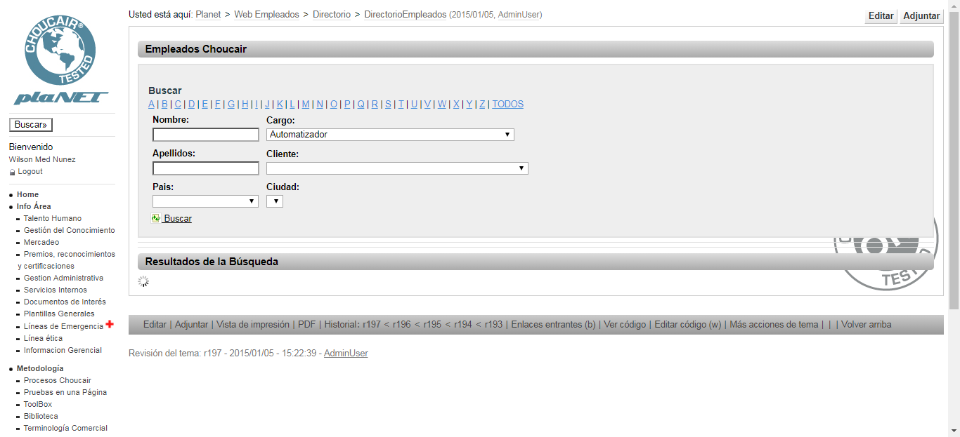 Usted está aquí: Planet > Web Empleados > Directorio > DirectorioEmpleados (2015/01/05, AdminUser)
Editar Adjuntar
CHOUCAIR
TESTED
plaNET
Buscar»
Bienvenido
Wilson Med Nunez
Logout
Home
Info Área
Talento Humano
Gestión del Conocimiento
Mercadeo
Premios, reconocimientos
y certificaciones
Gestion Administrativa
Servicios Internos
Documentos de Interés
Plantillas Generales
Líneas de Emergencia
Línea ética
Informacion Gerencial
Metodología
Procesos Choucair
Pruebas en una Página
ToolBox
Biblioteca
Terminología Comercial
Empleados Choucair
Buscar
A | B | C | D | E | F | G | H | I | J | K | L | M | N | O | P | Q | R | S | T | U | V | W | X | Y | Z | TODOS
Nombre: Cargo:
Automatizador
Apellidos: Cliente:
Pais: Ciudad:
Buscar
Resultados de la Búsqueda
TESTED
Editar | Adjuntar | Vista de impresión | PDF | Historial: r197 < r196 < r195 < r194 < r193 | Enlaces entrantes (b) | Ver código | Editar código (w) | Más acciones de tema | | | Volver arriba
Revisión del tema: r197 - 2015/01/05 - 15:22:39 - AdminUser